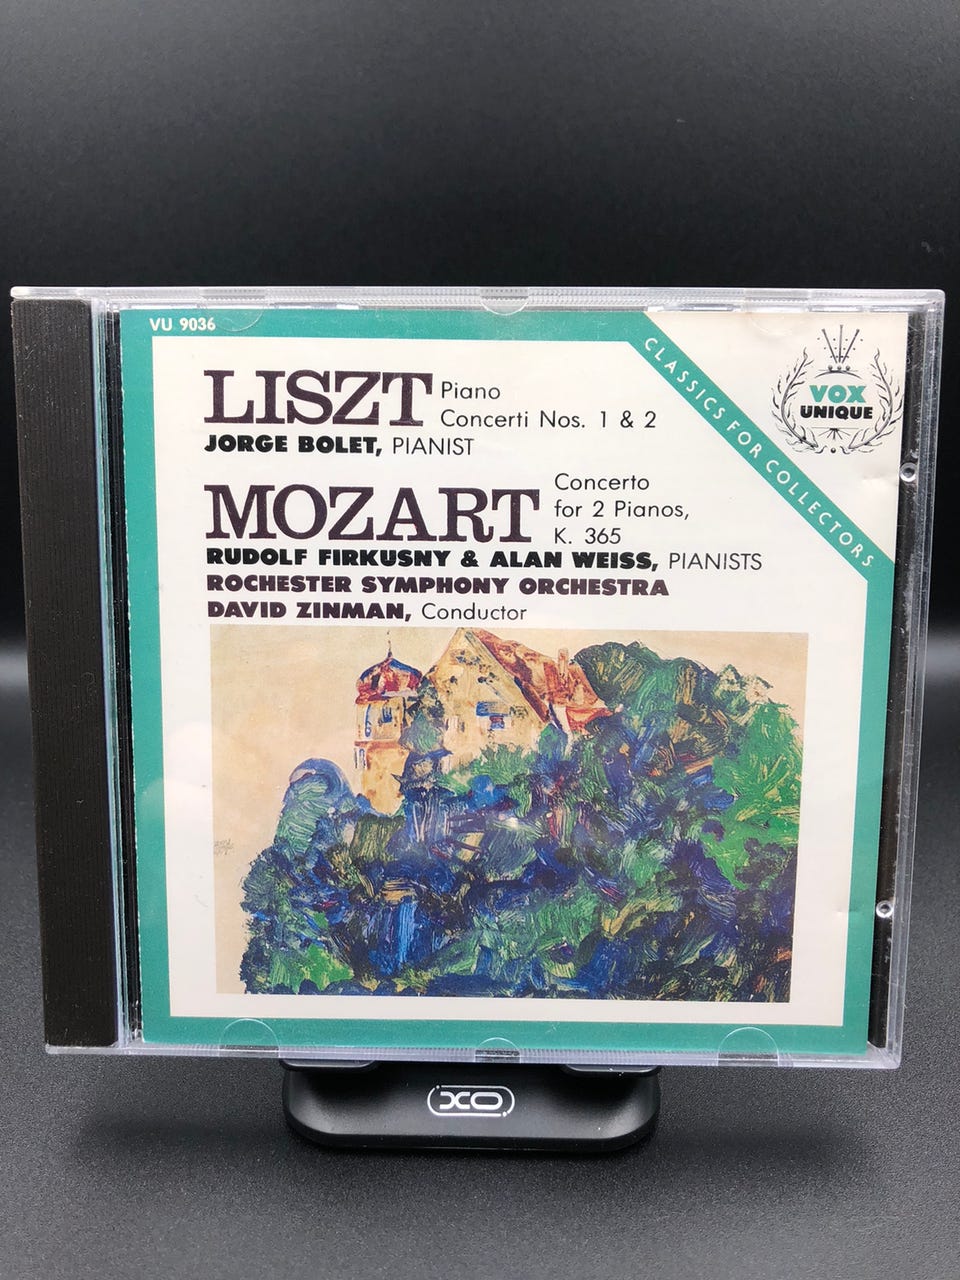 VU 9036
CLASSICS FOR COLLECTORS
VOX
UNIQUE
LISZT Piano
Concerti Nos. 1 & 2
JORGE BOLET, PIANIST
MOZART Concerto
for 2 Pianos,
K. 365
RUDOLF FIRKUSNY & ALAN WEISS, PIANISTS
ROCHESTER SYMPHONY ORCHESTRA
DAVID ZINMAN, Conductor
XO